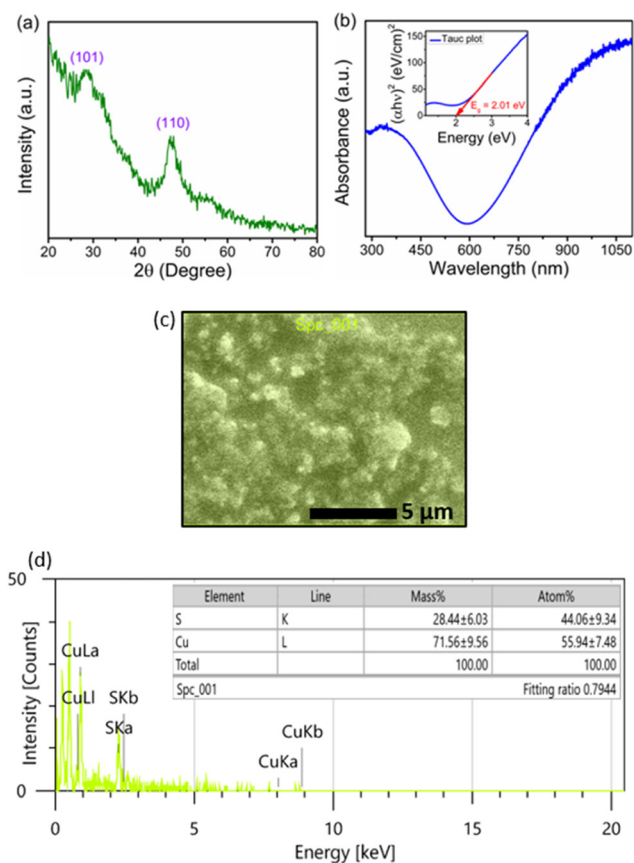 (a)
(101)
(110)
Intensity (a.u.)
20 30 40 50 60 70 80
2θ (Degree)
(b)
Tauc plot
(αhν)² (eV/cm)²
150
100
50
0
E_g = 2.01 eV
2 3 4
Energy (eV)
Absorbance (a.u.)
300 450 600 750 900 1050
Wavelength (nm)
(c)
Spc_001
5 μm
(d)
50
0
Intensity [Counts]
CuLa
CuLl
SKb
SKa
CuKb
CuKa
Element Line Mass% Atom%
S K 28.44±6.03 44.06±9.34
Cu L 71.56±9.56 55.94±7.48
Total 100.00 100.00
Spc_001 Fitting ratio 0.7944
0 5 10 15 20
Energy [keV]